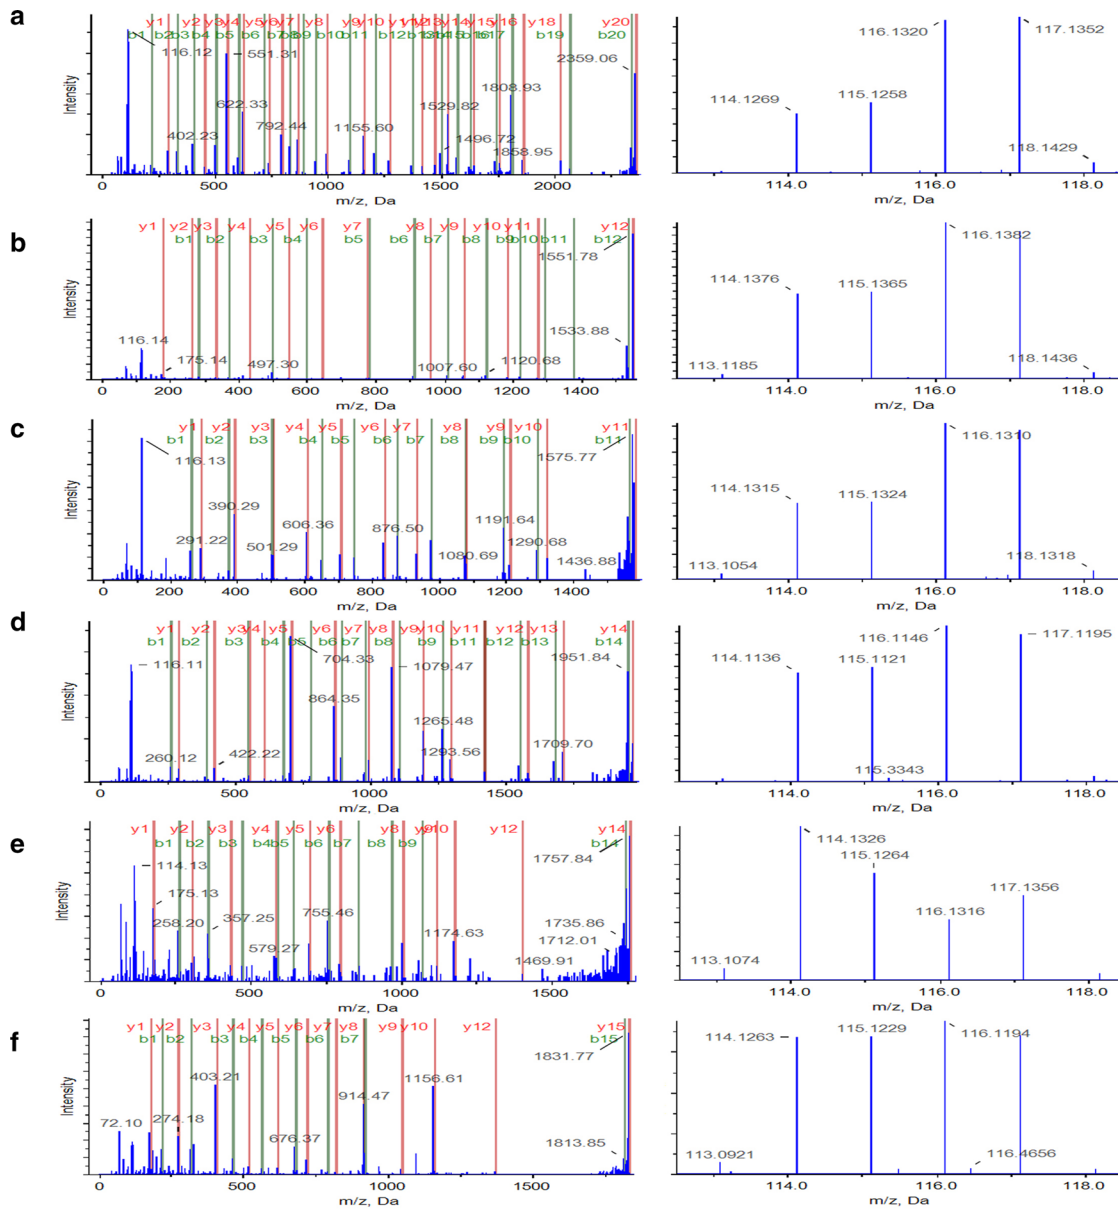 a
y1 y2 y3 y4 y5 y7 y8 y9 y10 y14 y15 y16 y18 y20
b1 b2 b3 b4 b5 b6 b9 b10 b11 b12 b17 b19 b20
116.12 551.31 2359.06
622.33 1808.93
402.23 792.44 1155.60 1529.82
1496.72
1858.95
Intensity
0 500 1000 1500 2000
m/z, Da
116.1320 117.1352
114.1269 115.1258
118.1429
114.0 116.0 118.0
m/z, Da
b
y1 y2 y3 y4 y5 y6 y7 y8 y9 y10 y11 y12
b1 b2 b3 b4 b5 b6 b7 b8 b9 b10 b11 b12
1551.78
116.14 1533.88
175.14 497.30 1007.60 1120.68
Intensity
0 200 400 600 800 1000 1200 1400
m/z, Da
116.1382
114.1376 115.1365
113.1185 118.1436
114.0 116.0 118.0
m/z, Da
c
y1 y2 y3 y4 y5 y6 y7 y8 y9 y10 y11
b1 b2 b3 b4 b5 b6 b7 b8 b9 b10 b11
116.13 1575.77
390.29 606.36 876.50 1191.64
291.22 501.29 1080.69 1290.68
1436.88
Intensity
0 200 400 600 800 1000 1200 1400
m/z, Da
116.1310
114.1315 115.1324
113.1054 118.1318
114.0 116.0 118.0
m/z, Da
d
y1 y2 y3 y4 y5 y6 y7 y8 y9 y10 y11 y12 y13 y14
b1 b2 b3 b4 b5 b6 b7 b8 b9 b11 b12 b13 b14
116.11 704.33 1079.47 1951.84
864.35 1265.48
260.12 422.22 1293.56 1709.70
Intensity
0 500 1000 1500
m/z, Da
116.1146 117.1195
114.1136 115.1121
115.3343
114.0 116.0 118.0
m/z, Da
e
y1 y2 y3 y4 y5 y6 y8 y9 y10 y12 y14
b1 b2 b3 b4 b5 b6 b7 b8 b9 b14
114.13 1757.84
175.13
258.20 357.25 755.46 1735.86
579.27 1174.63 1712.01
1469.91
Intensity
0 500 1000 1500
m/z, Da
114.1326
115.1264
117.1356
116.1316
113.1074
114.0 116.0 118.0
m/z, Da
f
y1 y2 y3 y4 y5 y6 y7 y8 y9 y10 y12 y15
b1 b2 b3 b4 b5 b6 b7 b15
1831.77
403.21 1156.61
72.10 274.18 914.47
676.37 1813.85
Intensity
0 500 1000 1500
m/z, Da
114.1263 115.1229 116.1194
113.0921 116.4656
114.0 116.0 118.0
m/z, Da